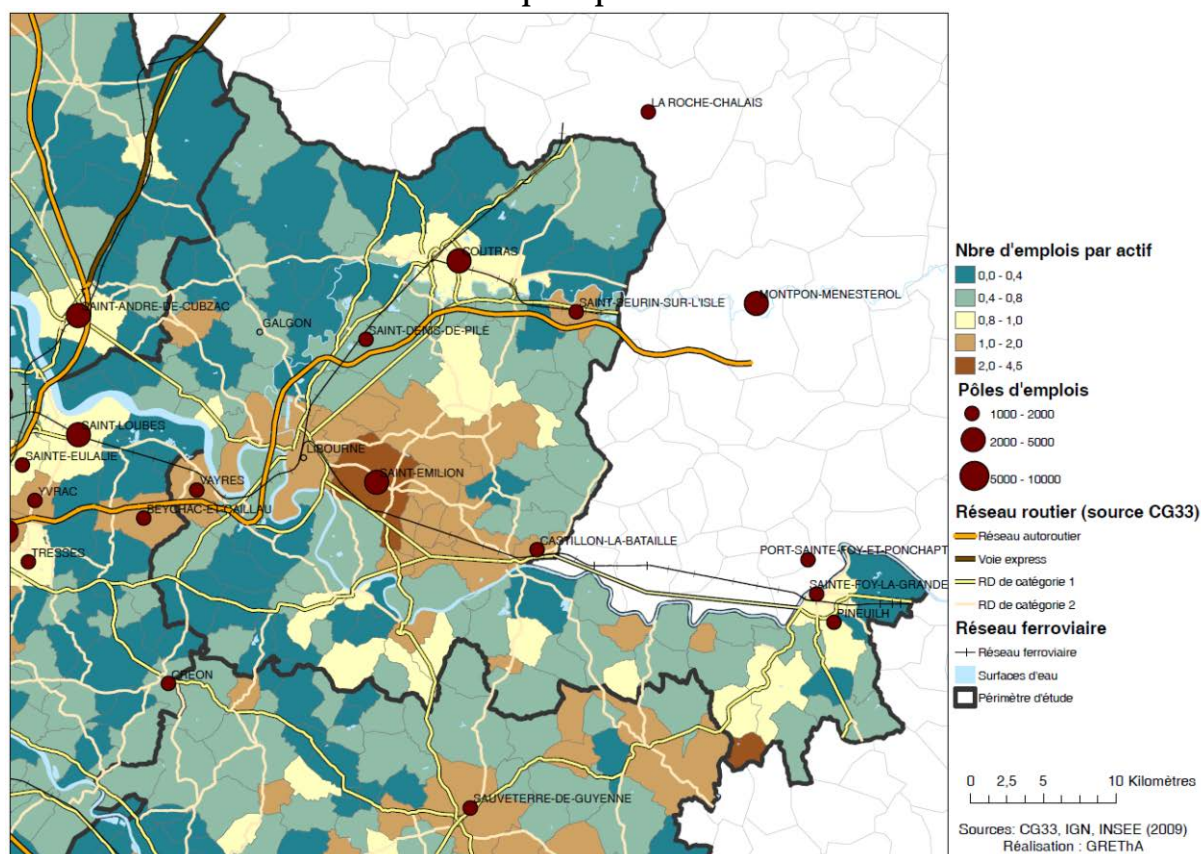 LA ROCHE-CHALAIS
COUTRAS
MONTPON-MENESTEROL
SAINT-ANDRE-DE-CUBZAC
SAINT-SEURIN-SUR-L'ISLE
GALGON
SAINT-DENIS-DE-PILE
SAINT-LOUBES
SAINTE-EULALIE
LIBOURNE
SAINT-EMILION
VAYRES
YVRAC
BEYCHAC-ET-CAILLAU
CASTILLON-LA-BATAILLE
PORT-SAINTE-FOY-ET-PONCHAPT
TRESSES
SAINTE-FOY-LA-GRANDE
PINEUILH
CREON
SAUVETERRE-DE-GUYENNE
Nbre d'emplois par actif
0,0 - 0,4
0,4 - 0,8
0,8 - 1,0
1,0 - 2,0
2,0 - 4,5
Pôles d'emplois
1000 - 2000
2000 - 5000
5000 - 10000
Réseau routier (source CG33)
Réseau autoroutier
Voie express
RD de catégorie 1
RD de catégorie 2
Réseau ferroviaire
Réseau ferroviaire
Surfaces d'eau
Périmètre d'étude
0 2,5 5 10 Kilomètres
Sources: CG33, IGN, INSEE (2009)
Réalisation : GREThA